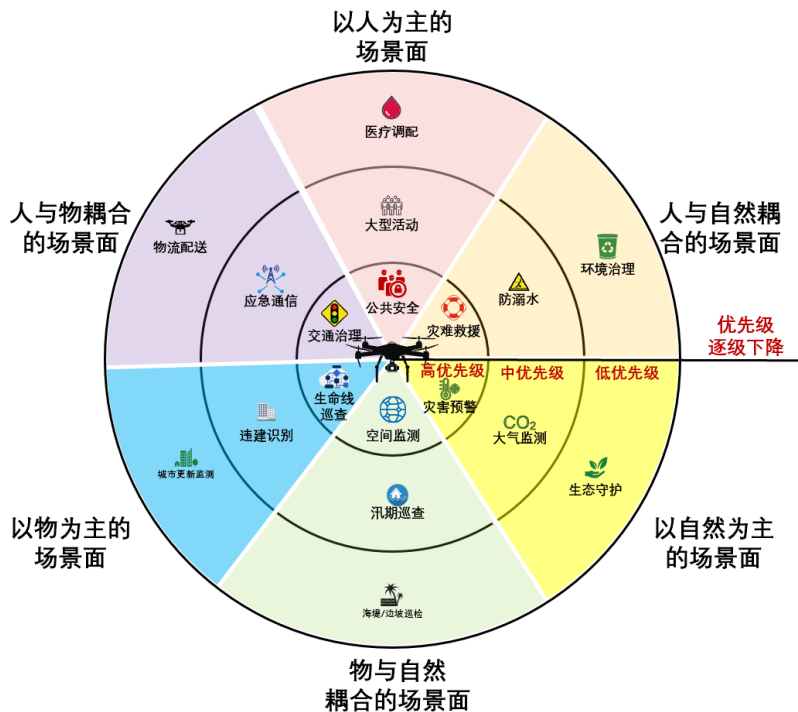 以人为主的
场景面
医疗调配
大型活动
公共安全
人与物耦合
的场景面
物流配送
应急通信
交通治理
人与自然耦
合的场景面
环境治理
防溺水
灾难救援
优先级
逐级下降
高优先级
中优先级
低优先级
生命线
巡查
违建识别
城市更新监测
以物为主的
场景面
空间监测
汛期巡查
海堤/边坡巡检
物与自然
耦合的场景面
灾害预警
CO₂
大气监测
生态守护
以自然为主
的场景面